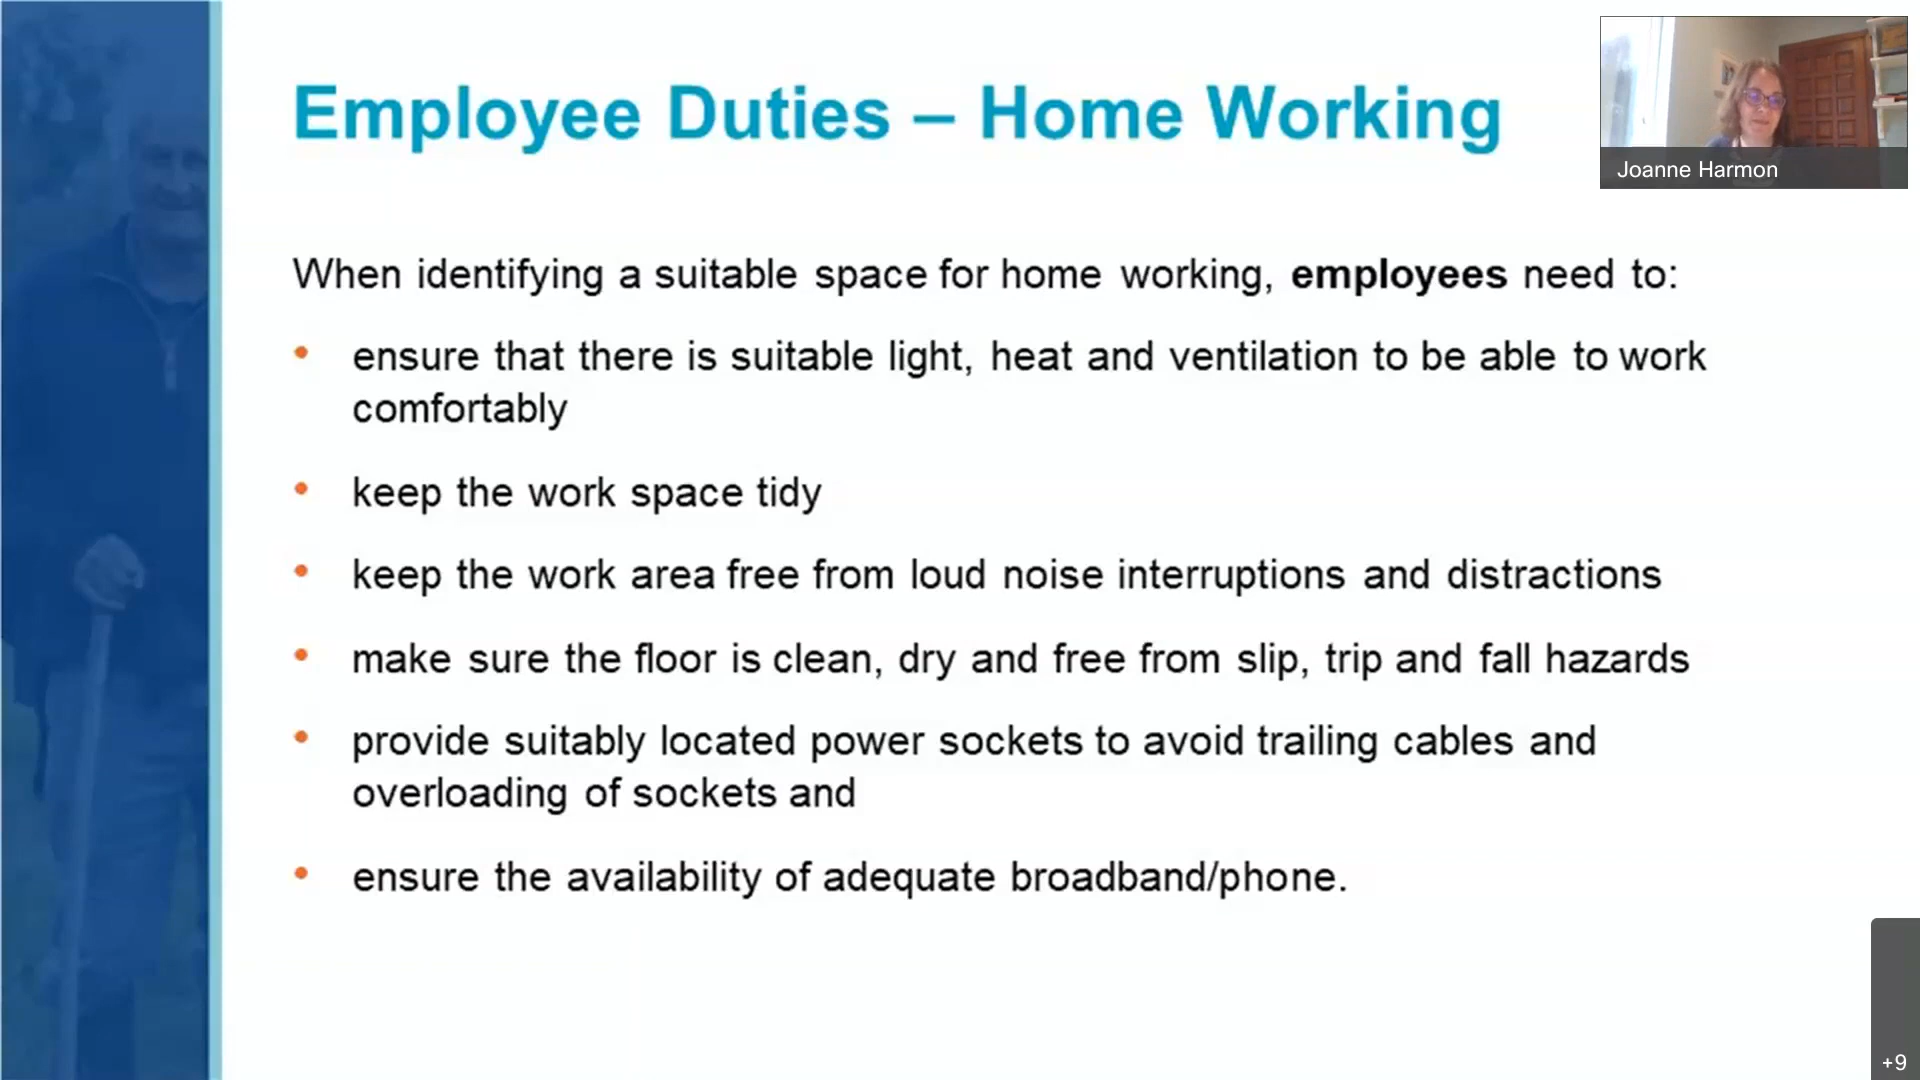 Employee Duties – Home Working
Joanne Harmon
When identifying a suitable space for home working, employees need to:
• ensure that there is suitable light, heat and ventilation to be able to work
comfortably
• keep the work space tidy
• keep the work area free from loud noise interruptions and distractions
• make sure the floor is clean, dry and free from slip, trip and fall hazards
• provide suitably located power sockets to avoid trailing cables and
overloading of sockets and
• ensure the availability of adequate broadband/phone.
+9